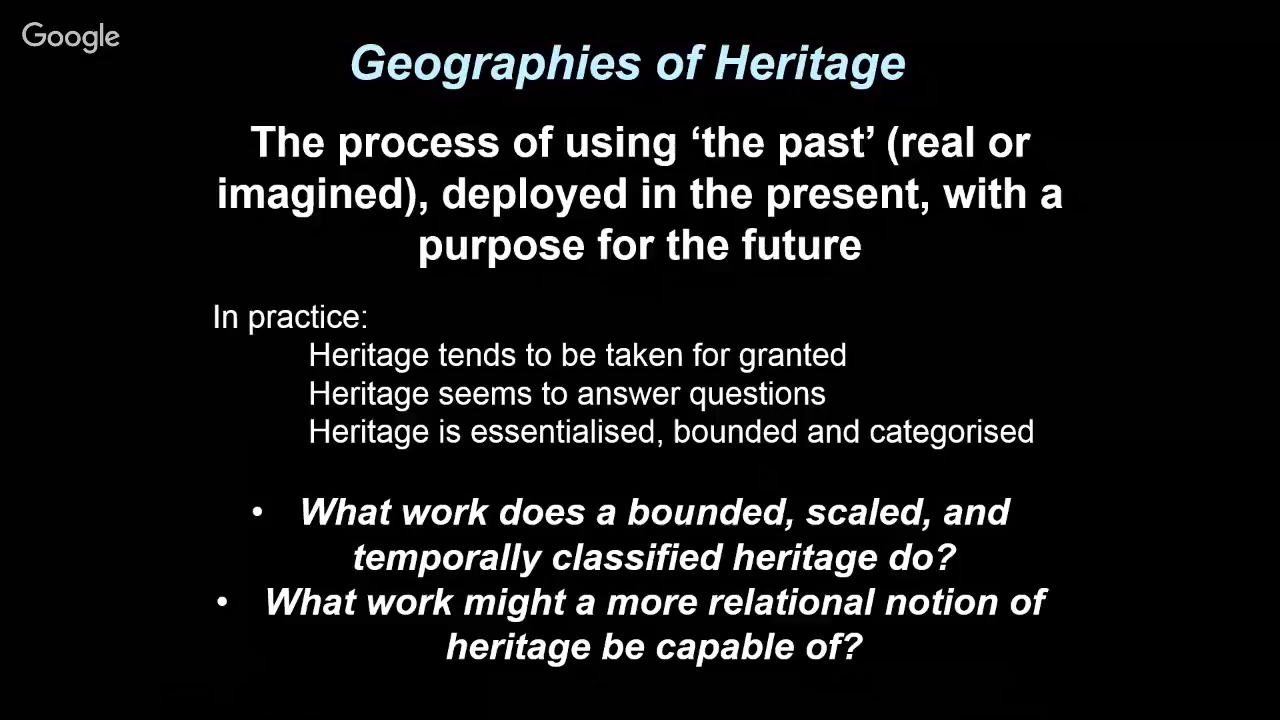 Google
Geographies of Heritage
The process of using ‘the past’ (real or
imagined), deployed in the present, with a
purpose for the future
In practice:
Heritage tends to be taken for granted
Heritage seems to answer questions
Heritage is essentialised, bounded and categorised
• What work does a bounded, scaled, and
temporally classified heritage do?
• What work might a more relational notion of
heritage be capable of?